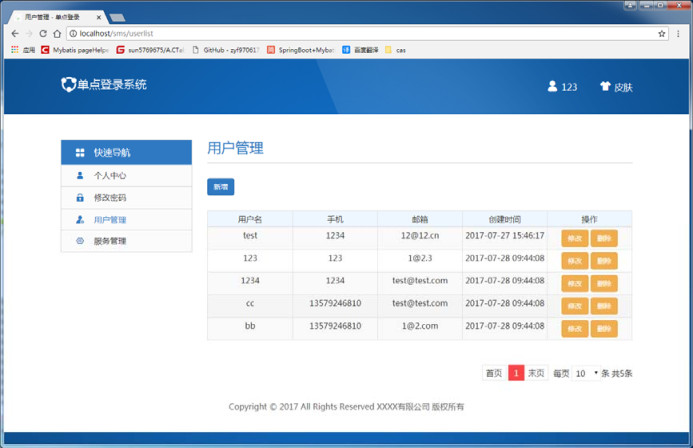 用户管理 - 单点登录
localhost/sms/userlist
应用 Mybatis pageHelpe sun5769675/A.CTal GitHub - zyf970617 SpringBoot+Mybat 百度翻译 cas
单点登录系统 123 皮肤
快速导航
个人中心
修改密码
用户管理
服务管理
用户管理
新增
用户名 手机 邮箱 创建时间 操作
test 1234 12@12.cn 2017-07-27 15:46:17 修改 删除
123 123 1@2.3 2017-07-28 09:44:08 修改 删除
1234 1234 test@test.com 2017-07-28 09:44:08 修改 删除
cc 13579246810 test@test.com 2017-07-28 09:44:08 修改 删除
bb 13579246810 1@2.com 2017-07-28 09:44:08 修改 删除
首页 1 末页 每页 10 条 共5条
Copyright © 2017 All Rights Reserved XXXX有限公司 版权所有